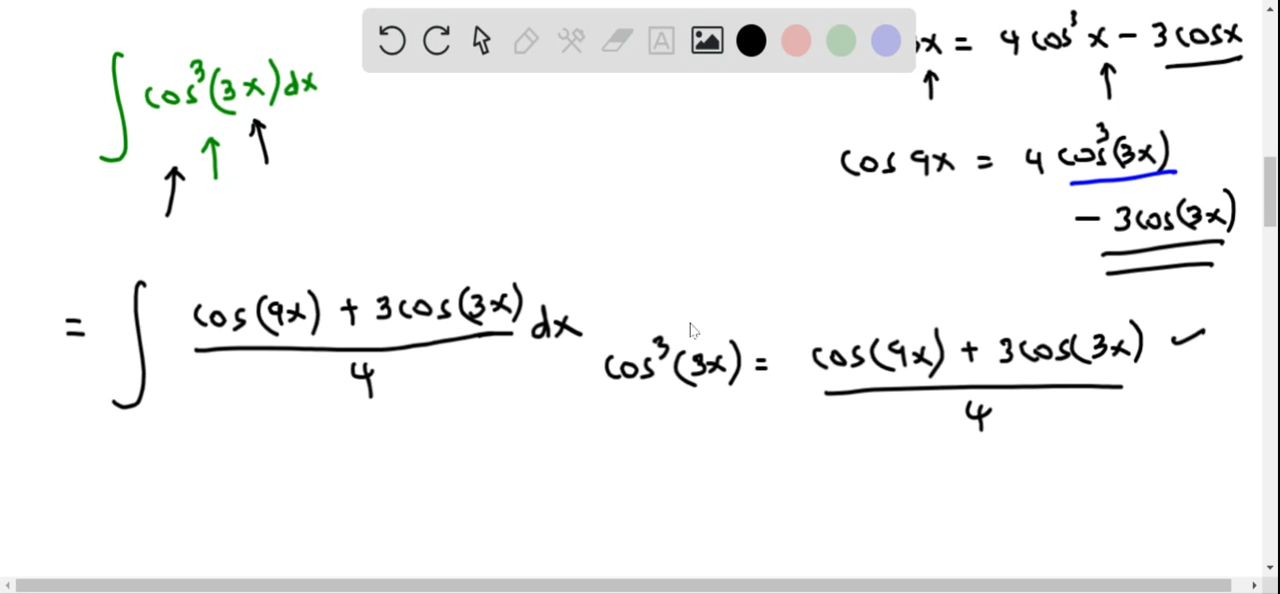 ∫ cos³(3x) dx
x = 4 cos³ x − 3 cosx
cos 9x = 4 cos³(3x)
− 3cos(3x)
= ∫ cos(9x) + 3cos(3x) / 4 dx
cos³(3x) = cos(9x) + 3cos(3x) / 4 ✓
A